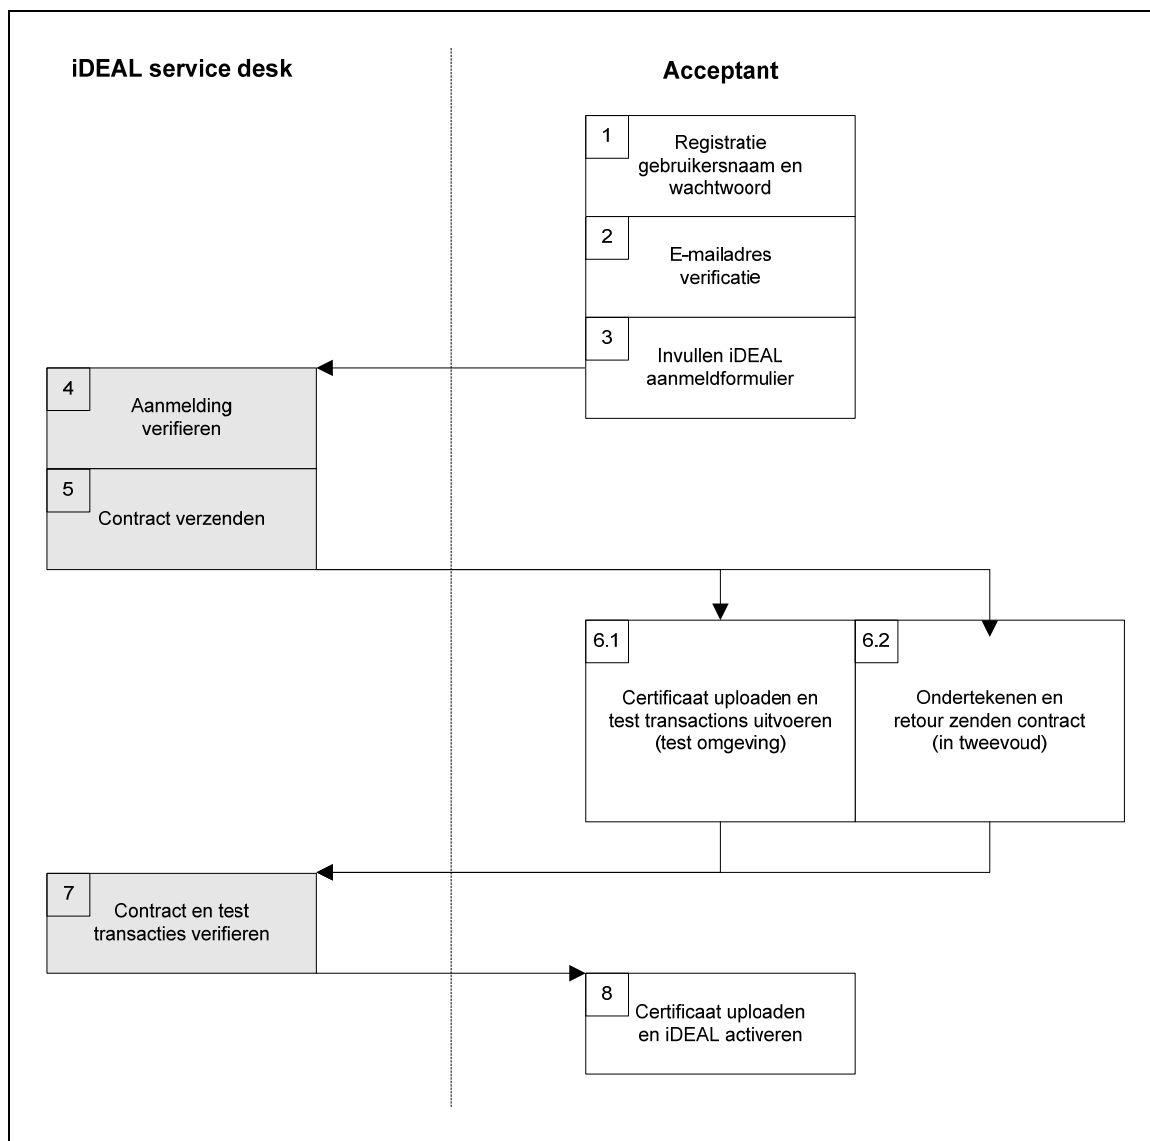 iDEAL service desk
Acceptant
1
Registratie
gebruikersnaam en
wachtwoord
2
E-mailadres
verificatie
3
Invullen iDEAL
aanmeldformulier
4
Aanmelding
verifieren
5
Contract verzenden
6.1
Certificaat uploaden en
test transactions uitvoeren
(test omgeving)
6.2
Ondertekenen en
retour zenden contract
(in tweevoud)
7
Contract en test
transacties verifieren
8
Certificaat uploaden
en iDEAL activeren